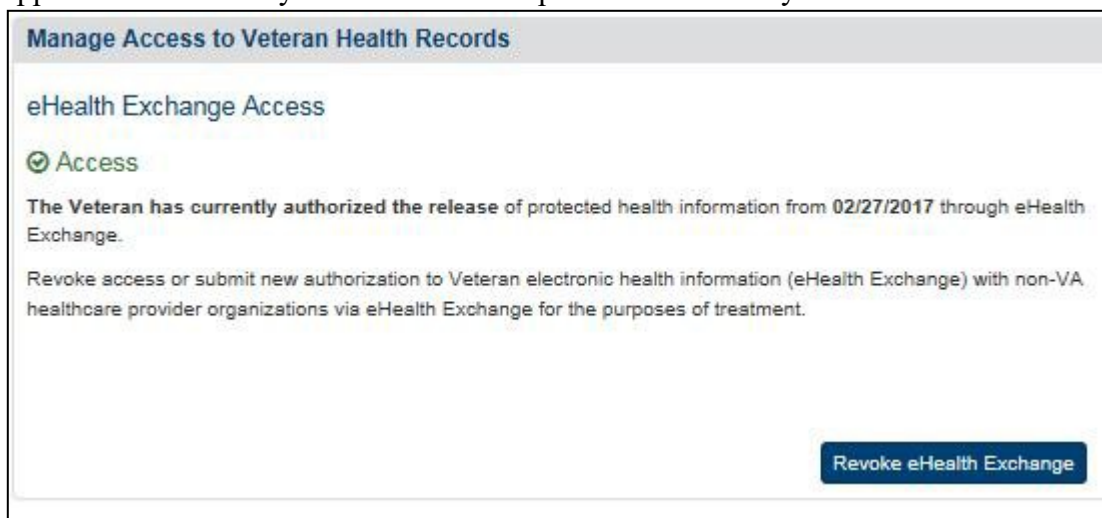 Manage Access to Veteran Health Records
eHealth Exchange Access
Access
The Veteran has currently authorized the release of protected health information from 02/27/2017 through eHealth
Exchange.
Revoke access or submit new authorization to Veteran electronic health information (eHealth Exchange) with non-VA
healthcare provider organizations via eHealth Exchange for the purposes of treatment.
Revoke eHealth Exchange